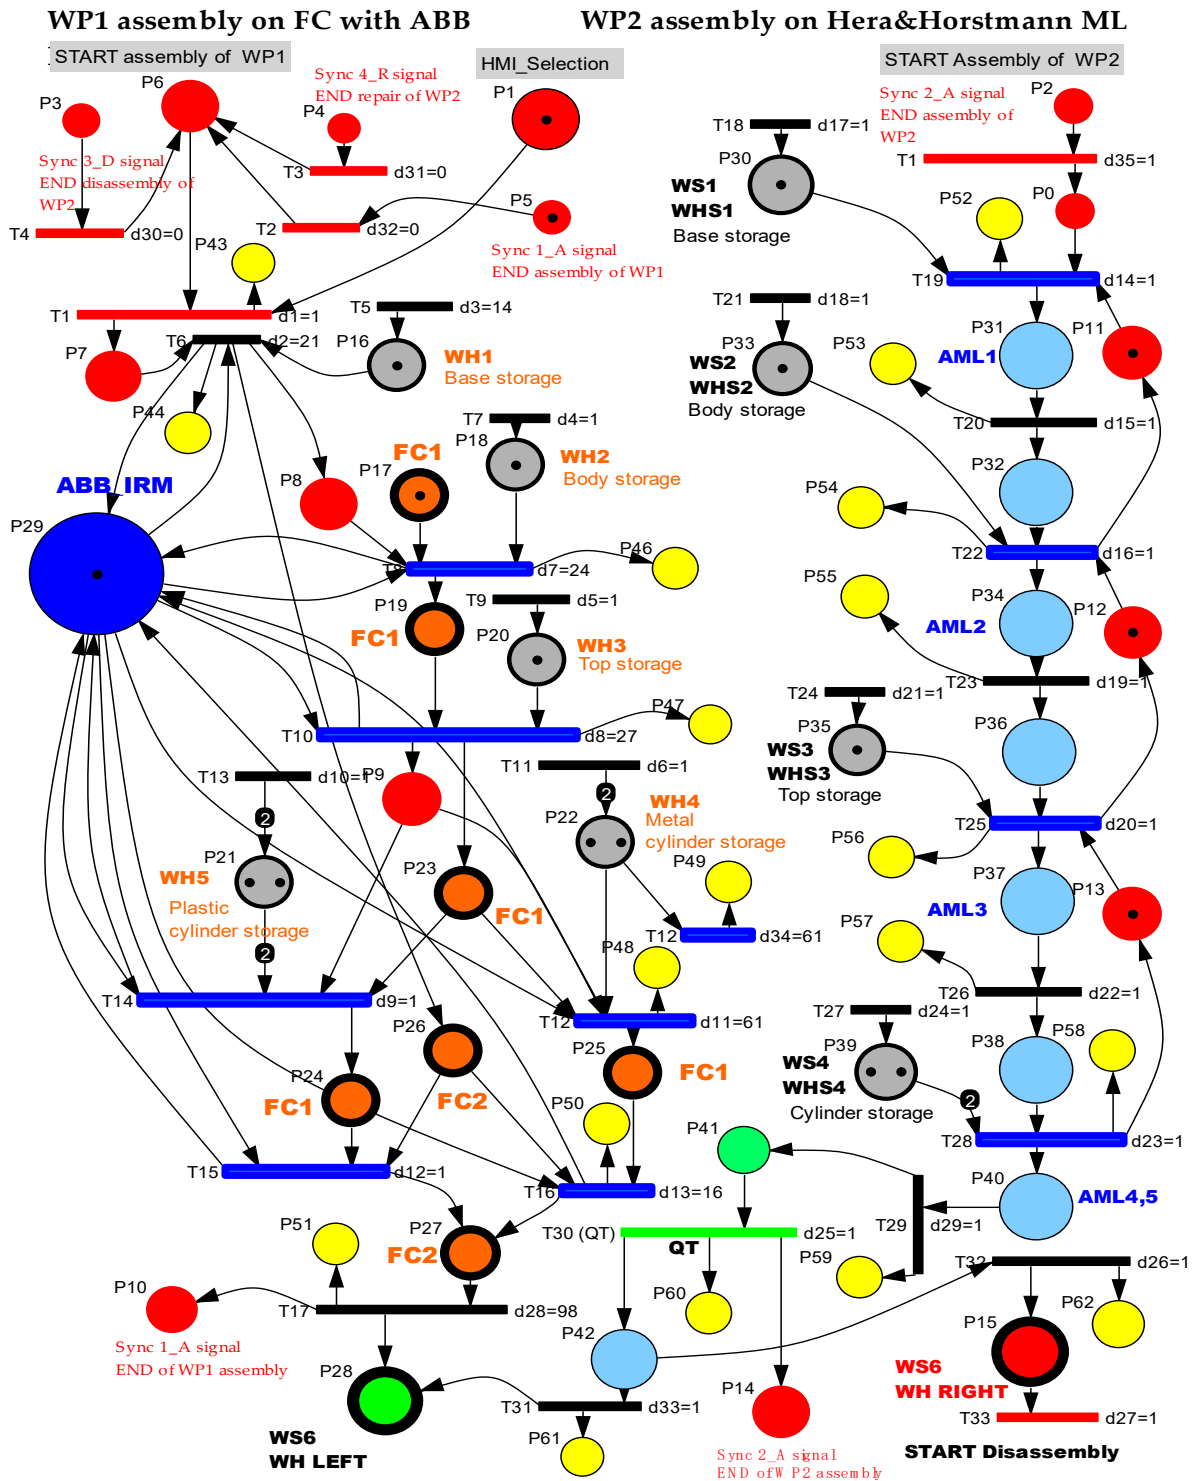 WP1 assembly on FC with ABB
WP2 assembly on Hera&Horstmann ML
START assembly of WP1
HMI_Selection
START Assembly of WP2
P3
P6
Sync 4_R signal
END repair of WP2
P4
P1
Sync 2_A signal
END assembly of
WP2
P2
T18
d17=1
P30
T1
d35=1
Sync 3_D signal
END disassembly of
WP2
T3
d31=0
WS1
WHS1
Base storage
P52
P0
T4
d30=0
P43
T2
d32=0
P5
Sync 1_A signal
END assembly of WP1
T19
d14=1
T1
d1=1
T5
d3=14
T21
d18=1
T6
d2=21
P16
P33
P53
P31
P11
P7
WH1
Base storage
WS2
WHS2
Body storage
AML1
P44
T7
d4=1
T20
d15=1
P18
FC1
P17
WH2
Body storage
P32
ABB_IRM
P8
P54
P29
T8
d7=24
P46
T22
d16=1
P55
P34
P12
P19
T9
d5=1
FC1
P20
AML2
WH3
Top storage
T23
d19=1
T24
d21=1
P47
P35
P36
T10
d8=27
WS3
WHS3
Top storage
T13
d10=1
P9
T11
d6=1
2
2
WH4
Metal
cylinder storage
P22
T25
d20=1
P56
P21
P23
P49
P37
WH5
P13
Plastic
cylinder storage
FC1
AML3
P57
2
T12
d34=61
P48
T14
d9=1
T26
d22=1
T27
d24=1
P26
T12
d11=61
P58
P25
P39
P38
WS4
WHS4
Cylinder storage
P24
FC1
FC2
FC1
2
P50
P41
T28
d23=1
T15
d12=1
P40
T16
d13=16
AML4,5
P51
P27
T30 (QT)
d25=1
T29
d29=1
FC2
QT
P59
T32
d26=1
P10
P60
T17
d28=98
P62
P42
P15
Sync 1_A signal
END of WP1 assembly
P28
WS6
WH RIGHT
P14
T31
d33=1
T33
d27=1
WS6
WH LEFT
P61
Sync 2_A signal
END of WP2 assembly
START Disassembly